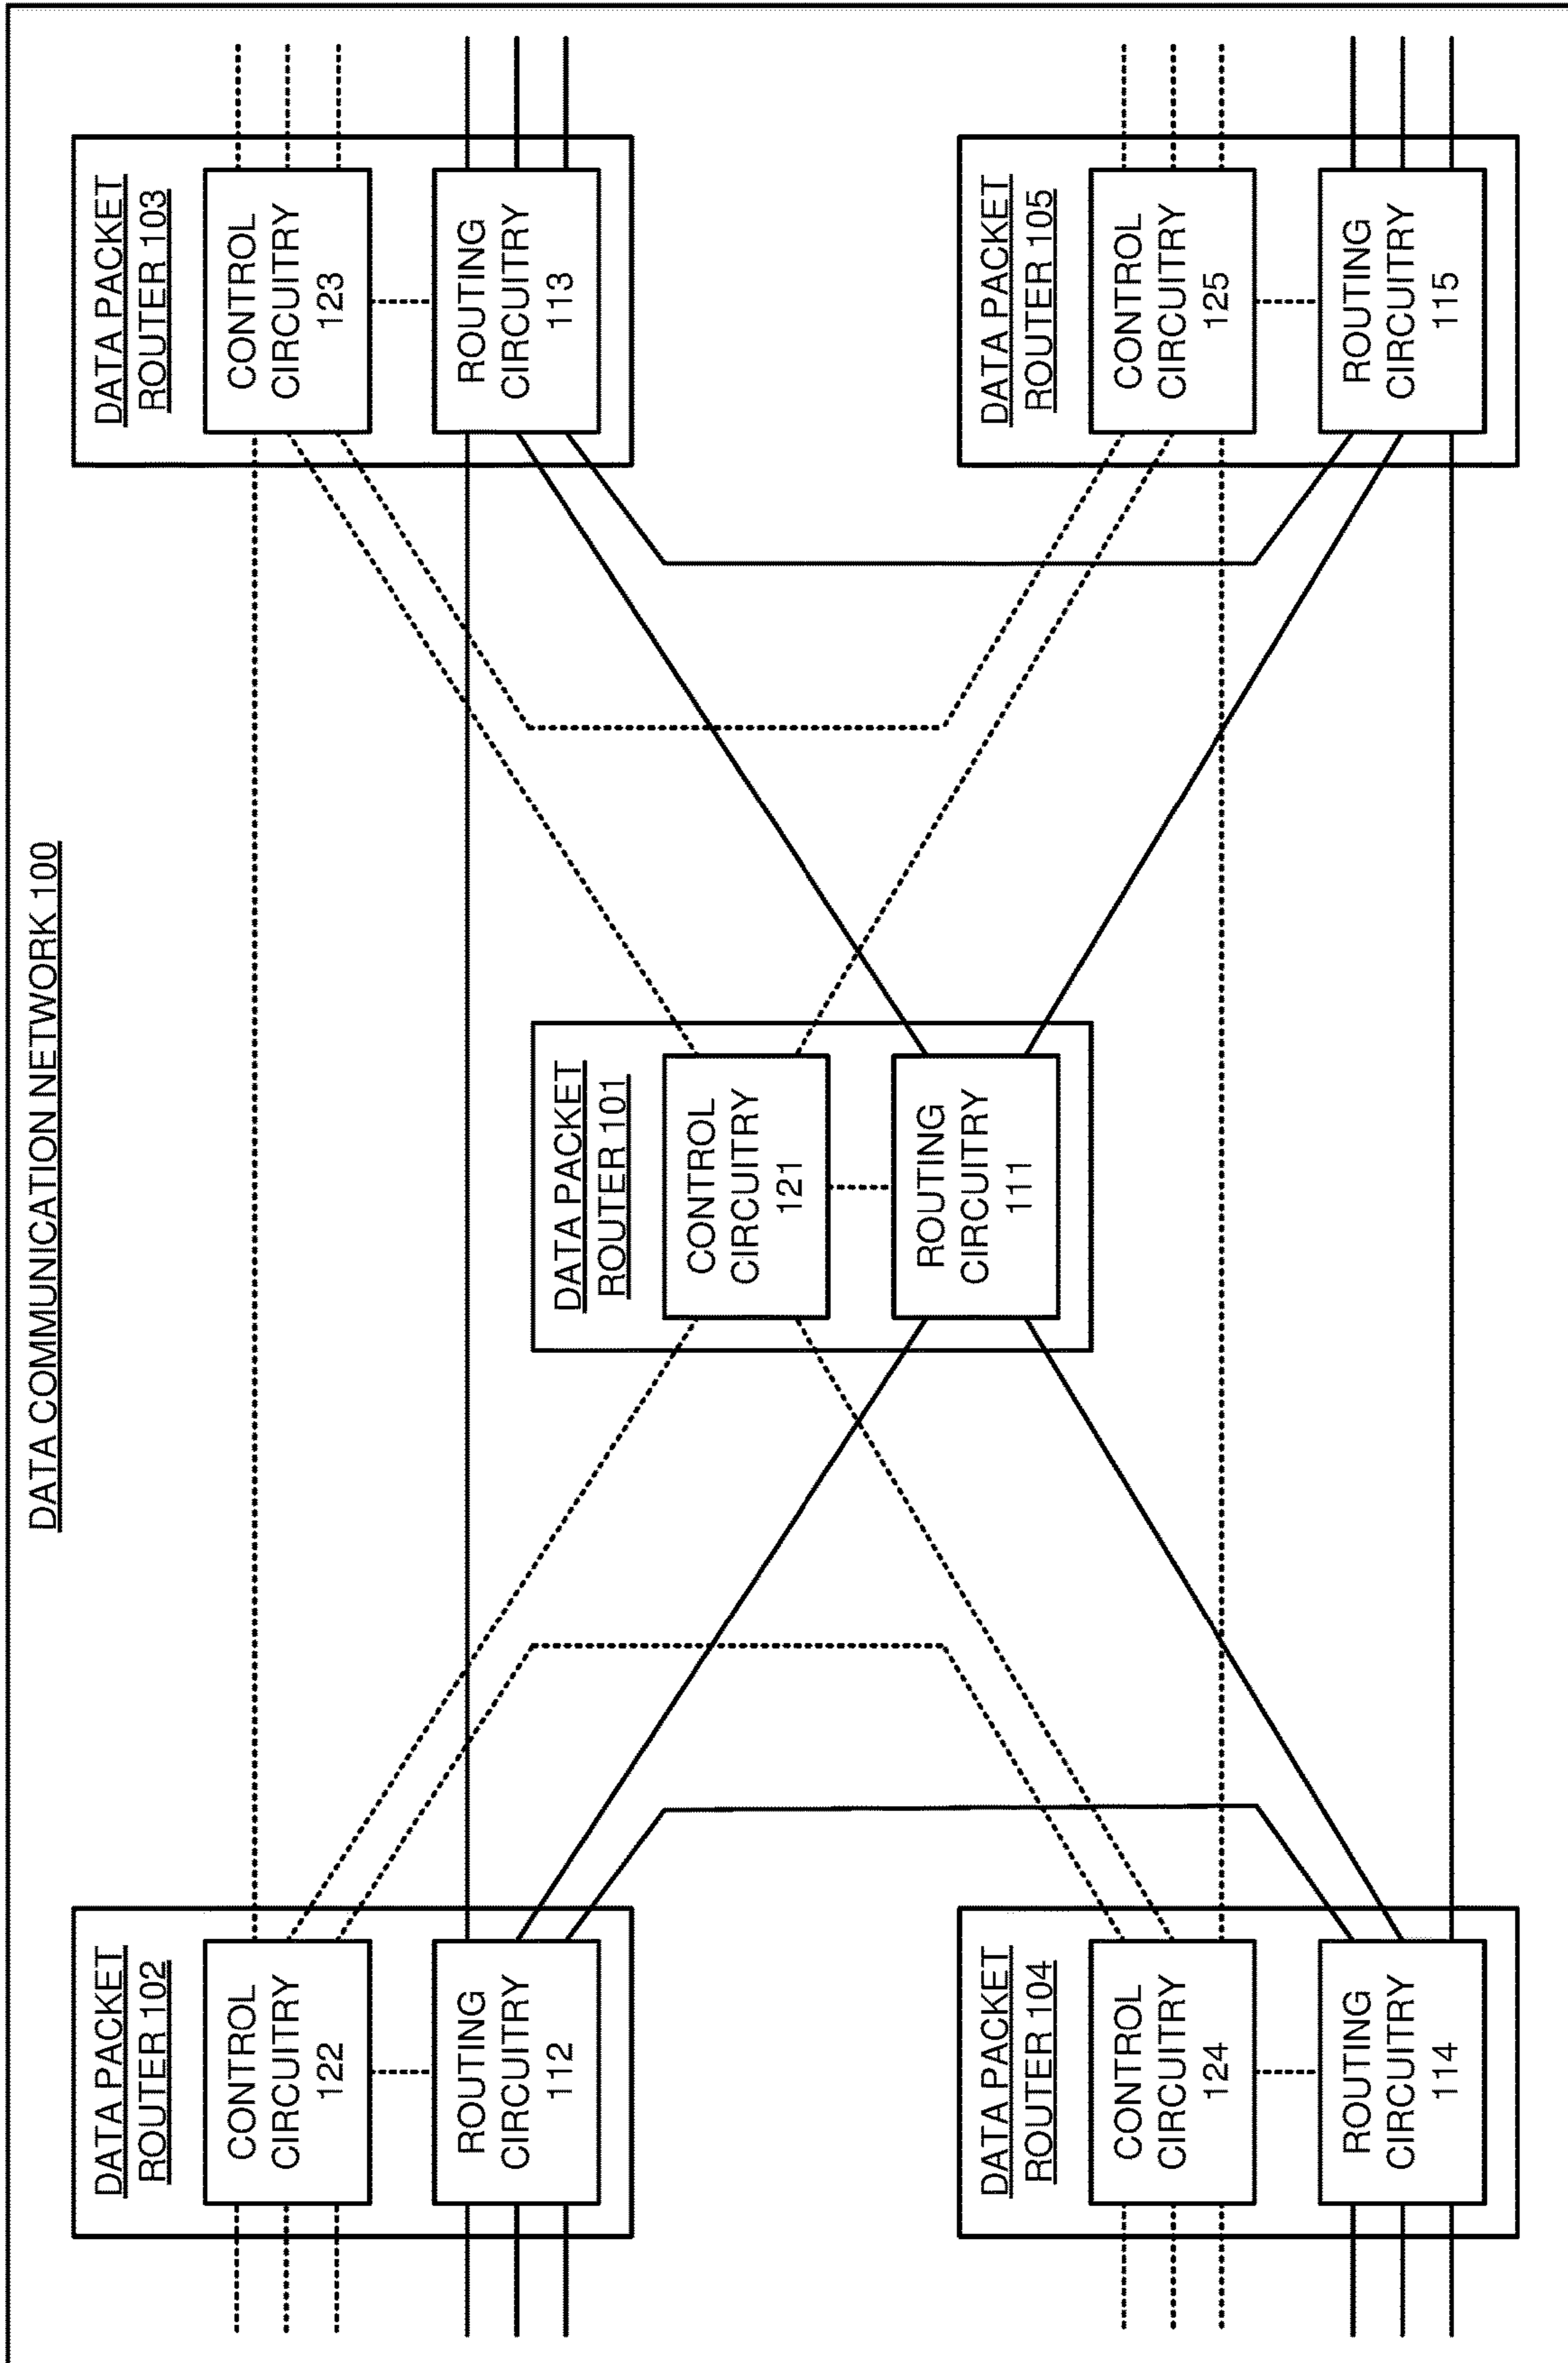 DATA COMMUNICATION NETWORK 100
DATA PACKET
ROUTER 102
CONTROL
CIRCUITRY
122
ROUTING
CIRCUITRY
112
DATA PACKET
ROUTER 103
CONTROL
CIRCUITRY
123
ROUTING
CIRCUITRY
113
DATA PACKET
ROUTER 101
CONTROL
CIRCUITRY
121
ROUTING
CIRCUITRY
111
DATA PACKET
ROUTER 104
CONTROL
CIRCUITRY
124
ROUTING
CIRCUITRY
114
DATA PACKET
ROUTER 105
CONTROL
CIRCUITRY
125
ROUTING
CIRCUITRY
115